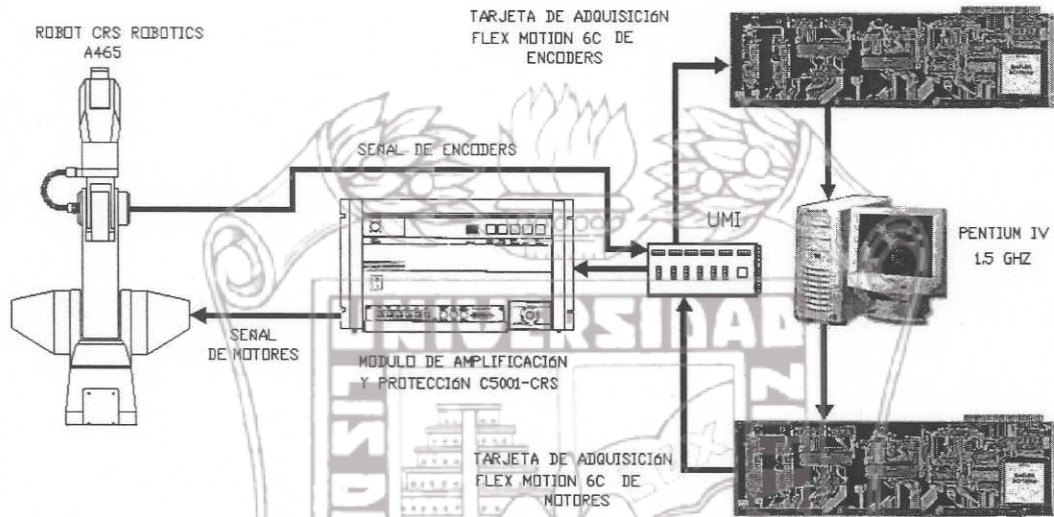 ROBOT CRS ROBOTICS
A465
TARJETA DE ADQUISICIÓN
FLEX MOTION 6C DE
ENCODERS
SEÑAL DE ENCODERS
UMI
PENTIUM IV
1.5 GHZ
SEÑAL
DE MOTORES
MODULO DE AMPLIFICACIÓN
Y PROTECCIÓN C5001-CRS
TARJETA DE ADQUISICIÓN
FLEX MOTION 6C DE
MOTORES
UNIVERSIDAD